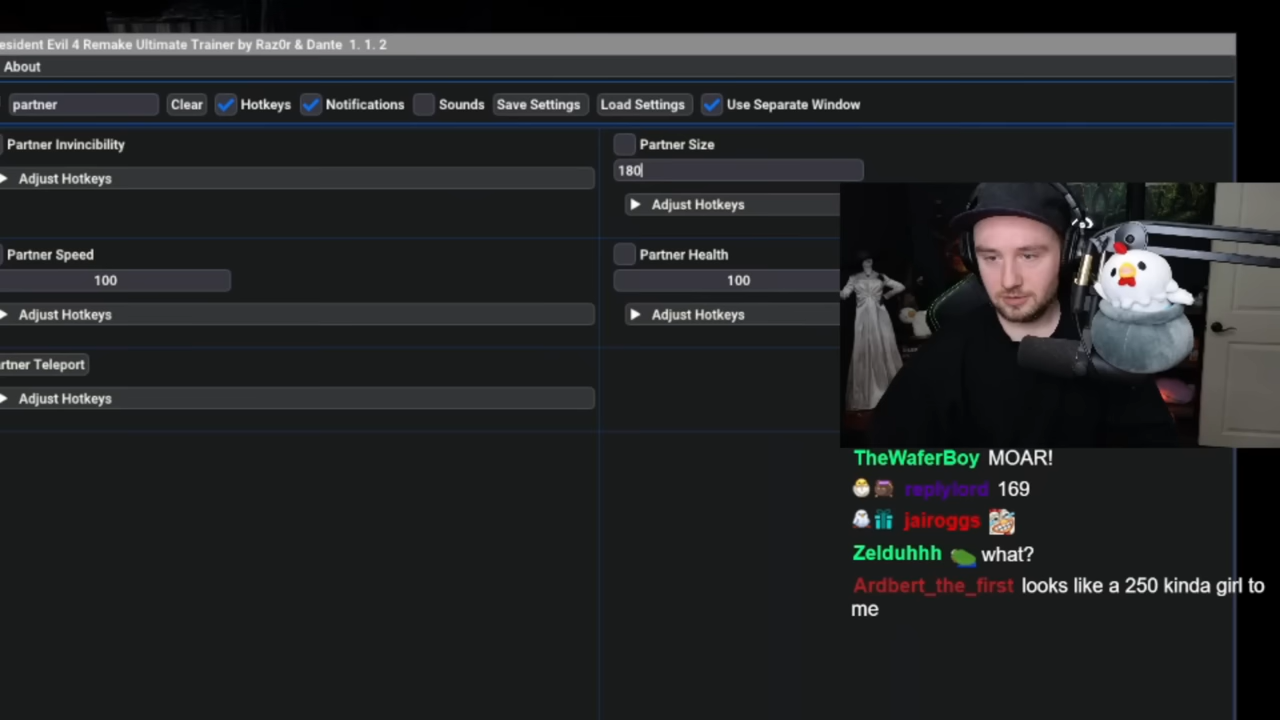 esident Evil 4 Remake Ultimate Trainer by Raz0r & Dante 1. 1. 2
About
partner Clear Hotkeys Notifications Sounds Save Settings Load Settings Use Separate Window
Partner Invincibility
Adjust Hotkeys
Partner Size
180
Adjust Hotkeys
Partner Speed
100
Adjust Hotkeys
Partner Health
100
Adjust Hotkeys
rtner Teleport
Adjust Hotkeys
TheWaferBoy MOAR!
replylord 169
jairoggs
Zelduhhh what?
Ardbert_the_first looks like a 250 kinda girl to
me